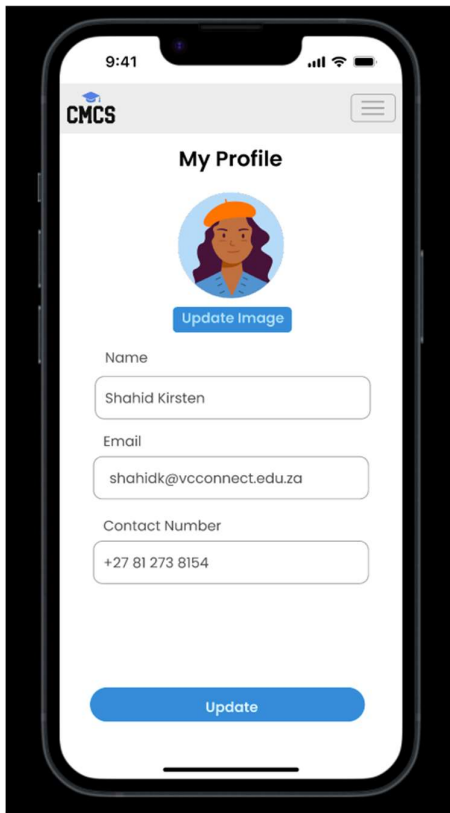 9:41
CMCS
My Profile
Update Image
Name
Shahid Kirsten
Email
shahidk@vcconnect.edu.za
Contact Number
+27 81 273 8154
Update